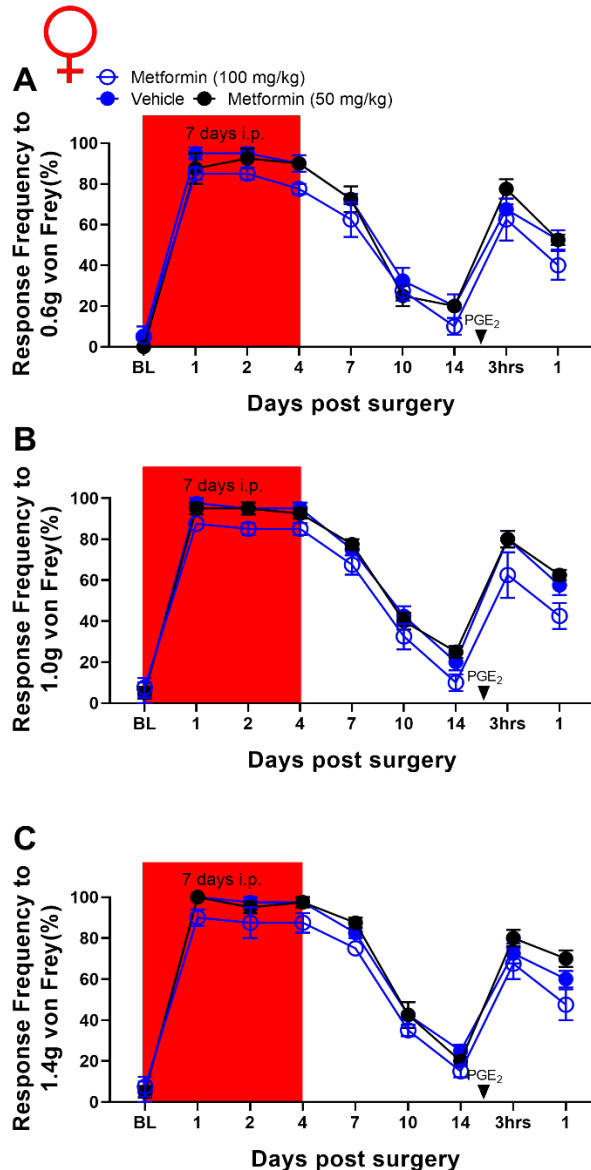 A
Metformin (100 mg/kg)
Vehicle Metformin (50 mg/kg)
Response Frequency to
0.6g von Frey(%)
7 days i.p.
100
80
60
40
20
0
PGE2
BL 1 2 4 7 10 14 3hrs 1
Days post surgery
B
Response Frequency to
1.0g von Frey(%)
7 days i.p.
100
80
60
40
20
0
PGE2
BL 1 2 4 7 10 14 3hrs 1
Days post surgery
C
Response Frequency to
1.4g von Frey(%)
7 days i.p.
100
80
60
40
20
0
PGE2
BL 1 2 4 7 10 14 3hrs 1
Days post surgery